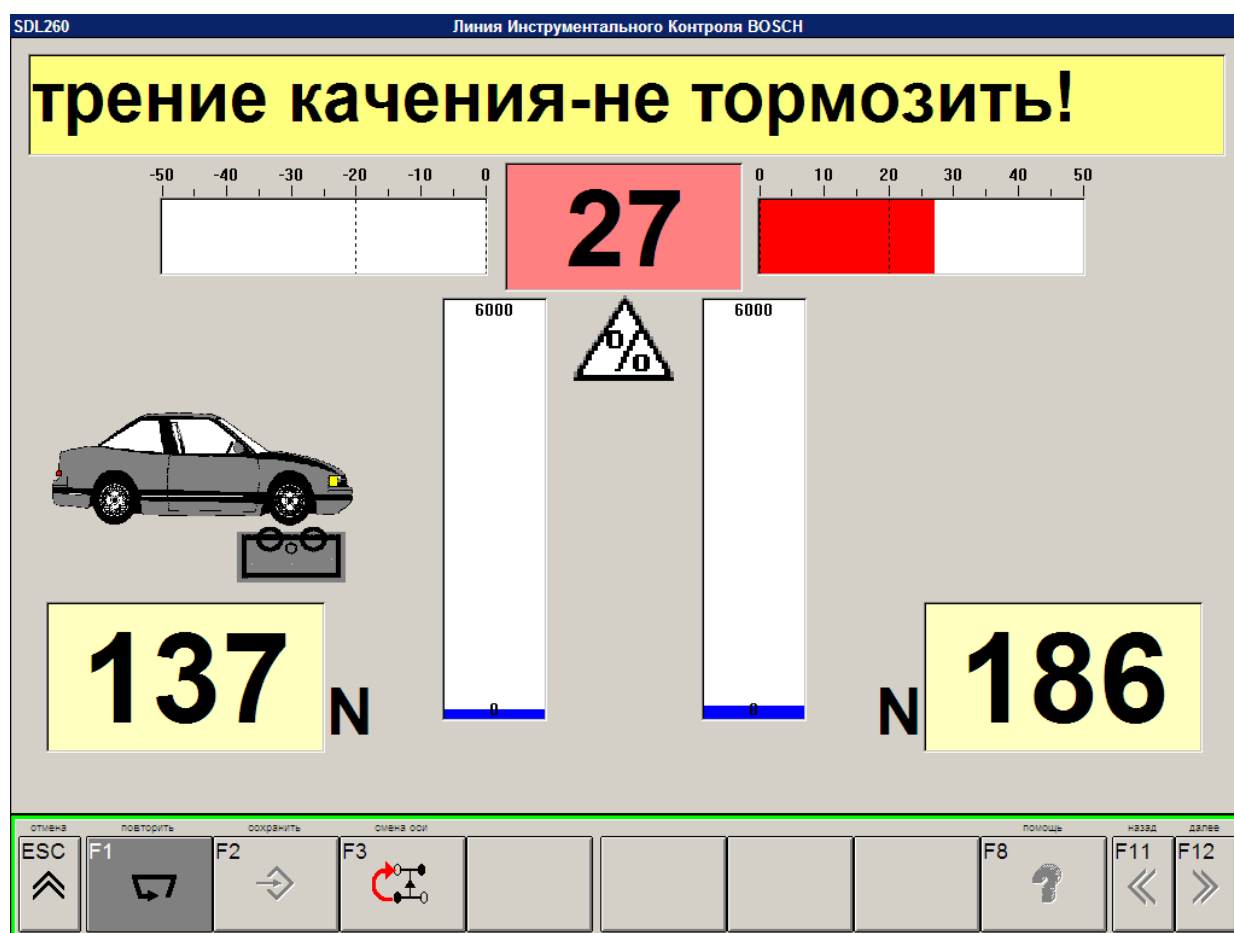 SDL260 Линия Инструментального Контроля BOSCH
трение качения-не тормозить!
-50 -40 -30 -20 -10 0 27 0 10 20 30 40 50
6000 % 6000
137 N 0 0 N 186
отмена повторить сохранить смена оси помощь назад далее
ESC F1 F2 F3 F8 F11 F12
?